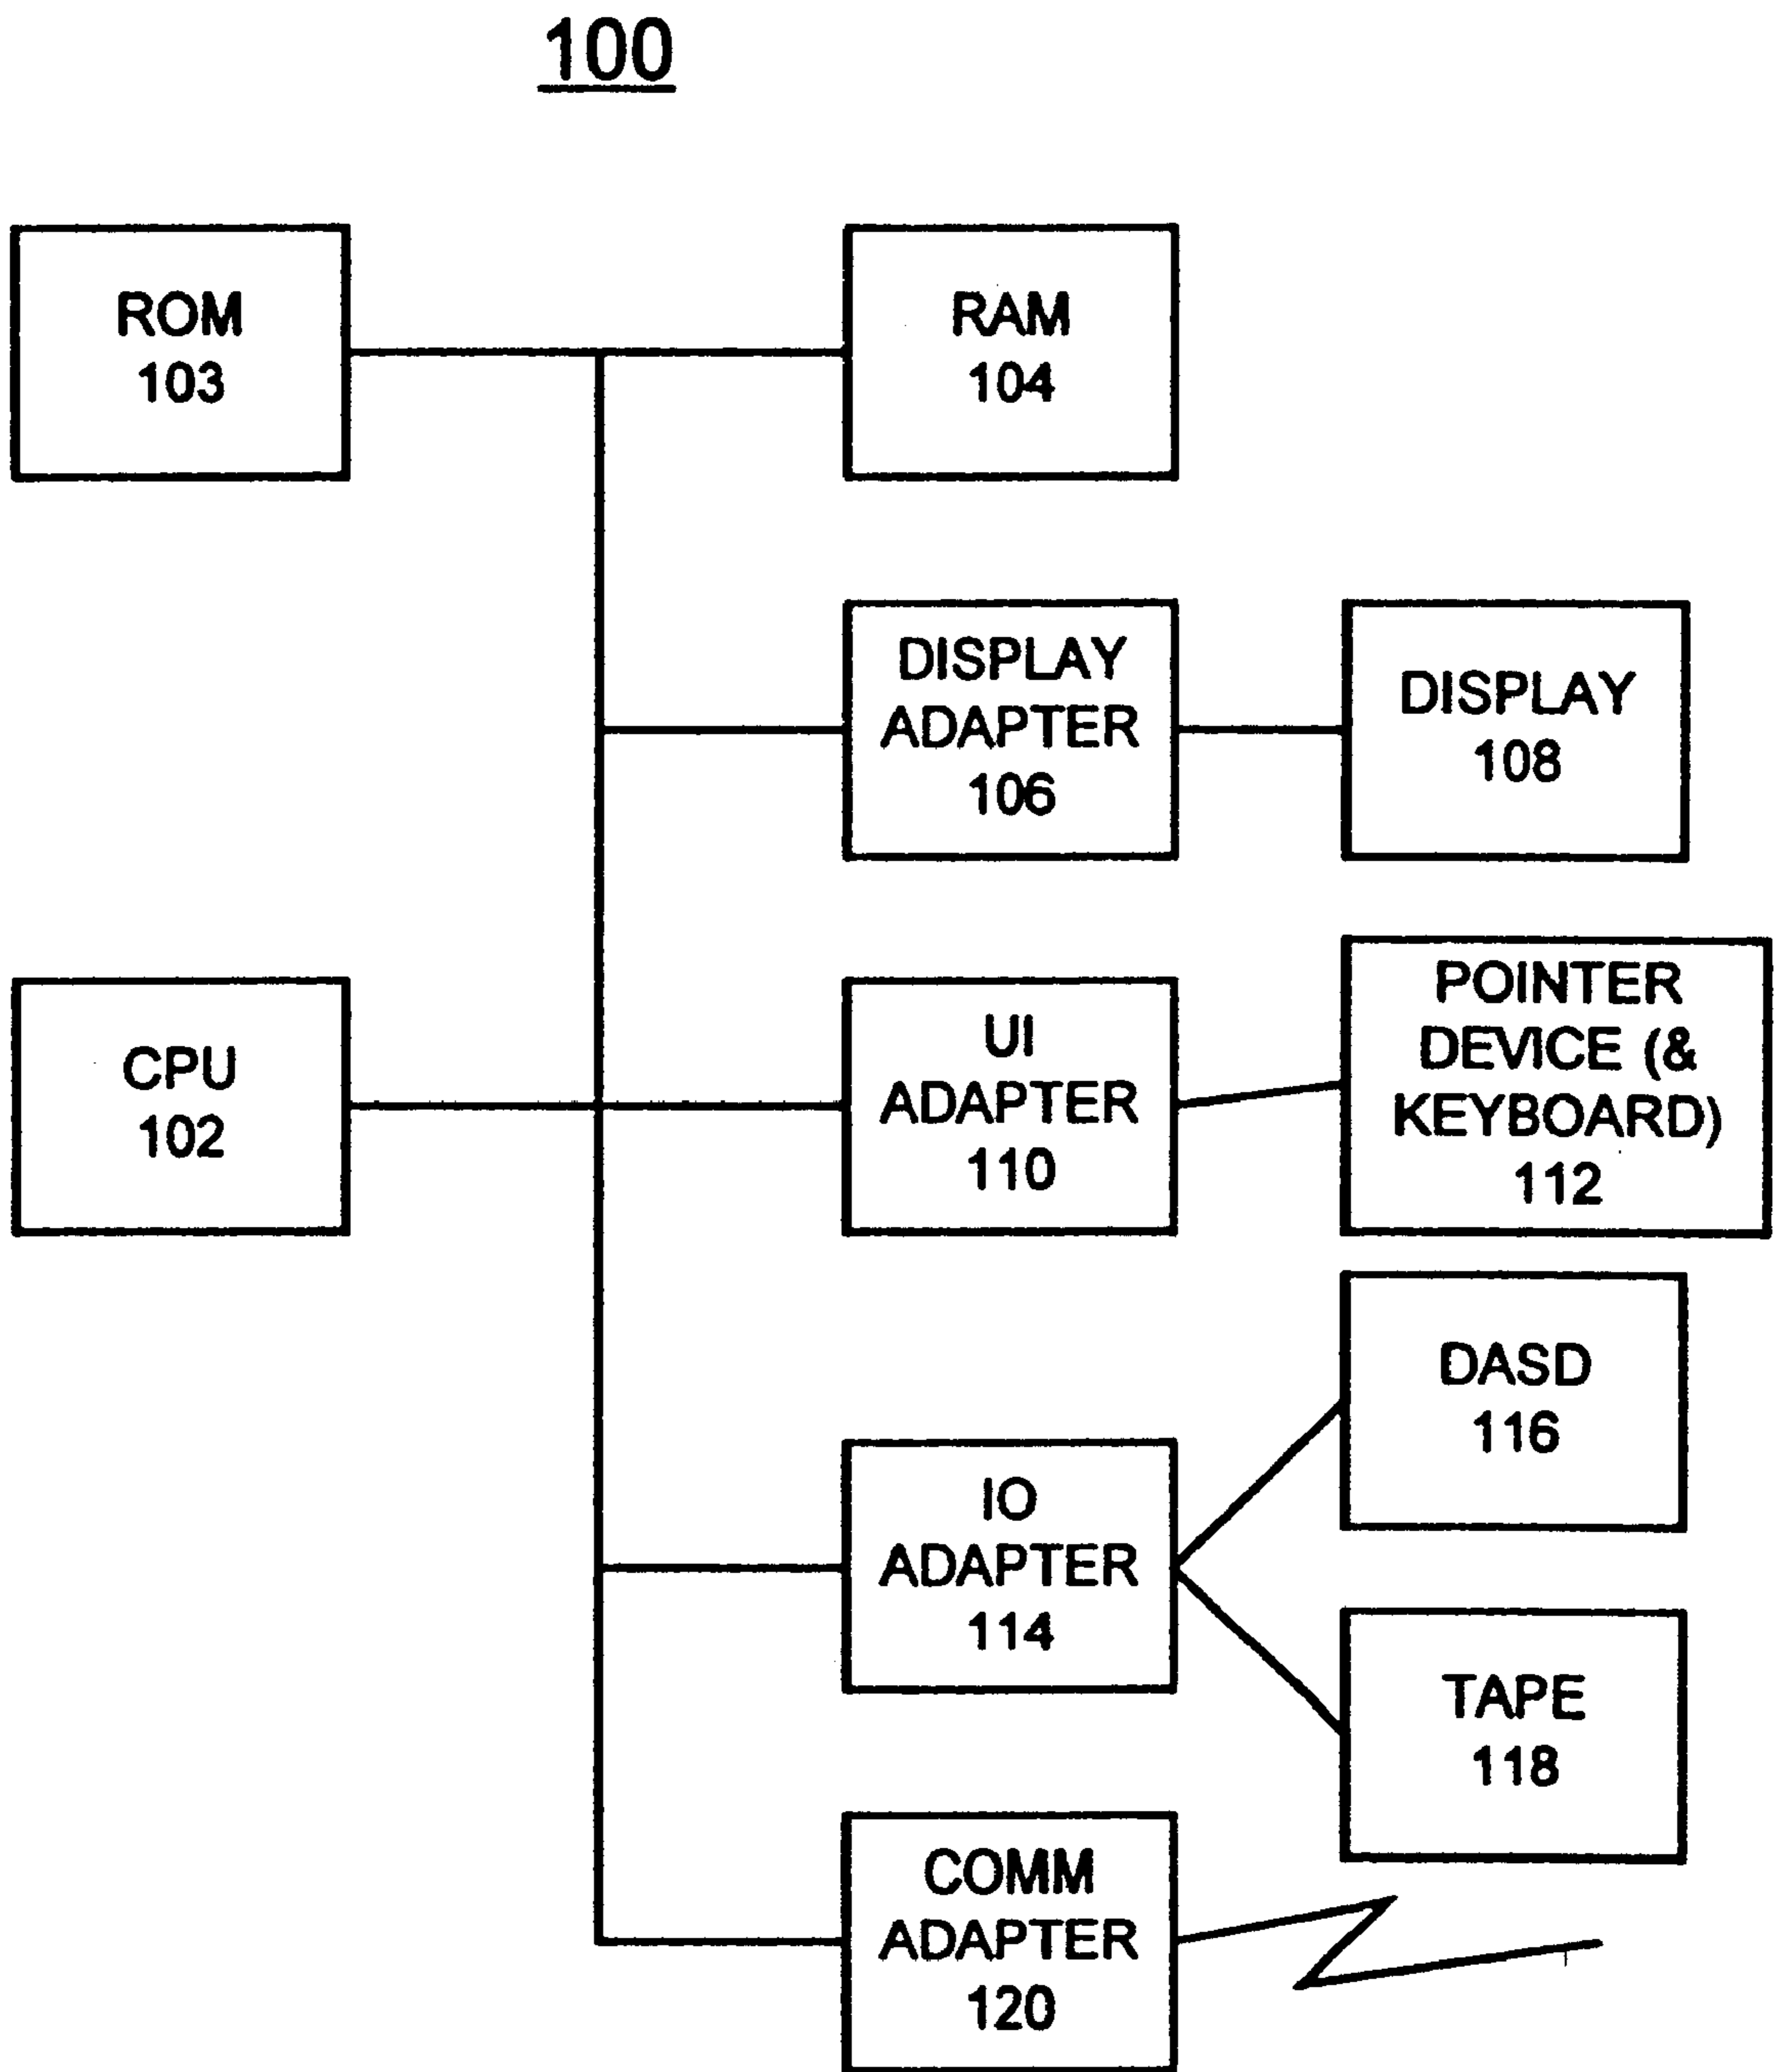 100
ROM
103
RAM
104
DISPLAY
ADAPTER
106
DISPLAY
108
CPU
102
UI
ADAPTER
110
POINTER
DEVICE (&
KEYBOARD)
112
IO
ADAPTER
114
DASD
116
TAPE
118
COMM
ADAPTER
120